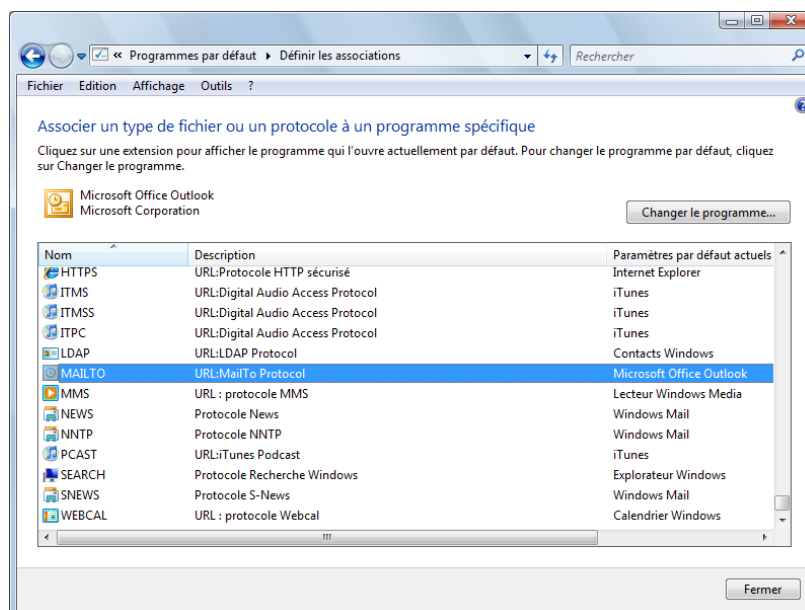 « Programmes par défaut Définir les associations Rechercher
Fichier Edition Affichage Outils ?
Associer un type de fichier ou un protocole à un programme spécifique
Cliquez sur une extension pour afficher le programme qui l'ouvre actuellement par défaut. Pour changer le programme par défaut, cliquez
sur Changer le programme.
Microsoft Office Outlook
Microsoft Corporation
Changer le programme...
Nom Description Paramètres par défaut actuels
HTTPS URL:Protocole HTTP sécurisé Internet Explorer
ITMS URL:Digital Audio Access Protocol iTunes
ITMSS URL:Digital Audio Access Protocol iTunes
ITPC URL:Digital Audio Access Protocol iTunes
LDAP URL:LDAP Protocol Contacts Windows
MAILTO URL:MailTo Protocol Microsoft Office Outlook
MMS URL : protocole MMS Lecteur Windows Media
NEWS Protocole News Windows Mail
NNTP Protocole NNTP Windows Mail
PCAST URL:iTunes Podcast iTunes
SEARCH Protocole Recherche Windows Explorateur Windows
SNEWS Protocole S-News Windows Mail
WEBCAL URL : protocole Webcal Calendrier Windows
Fermer